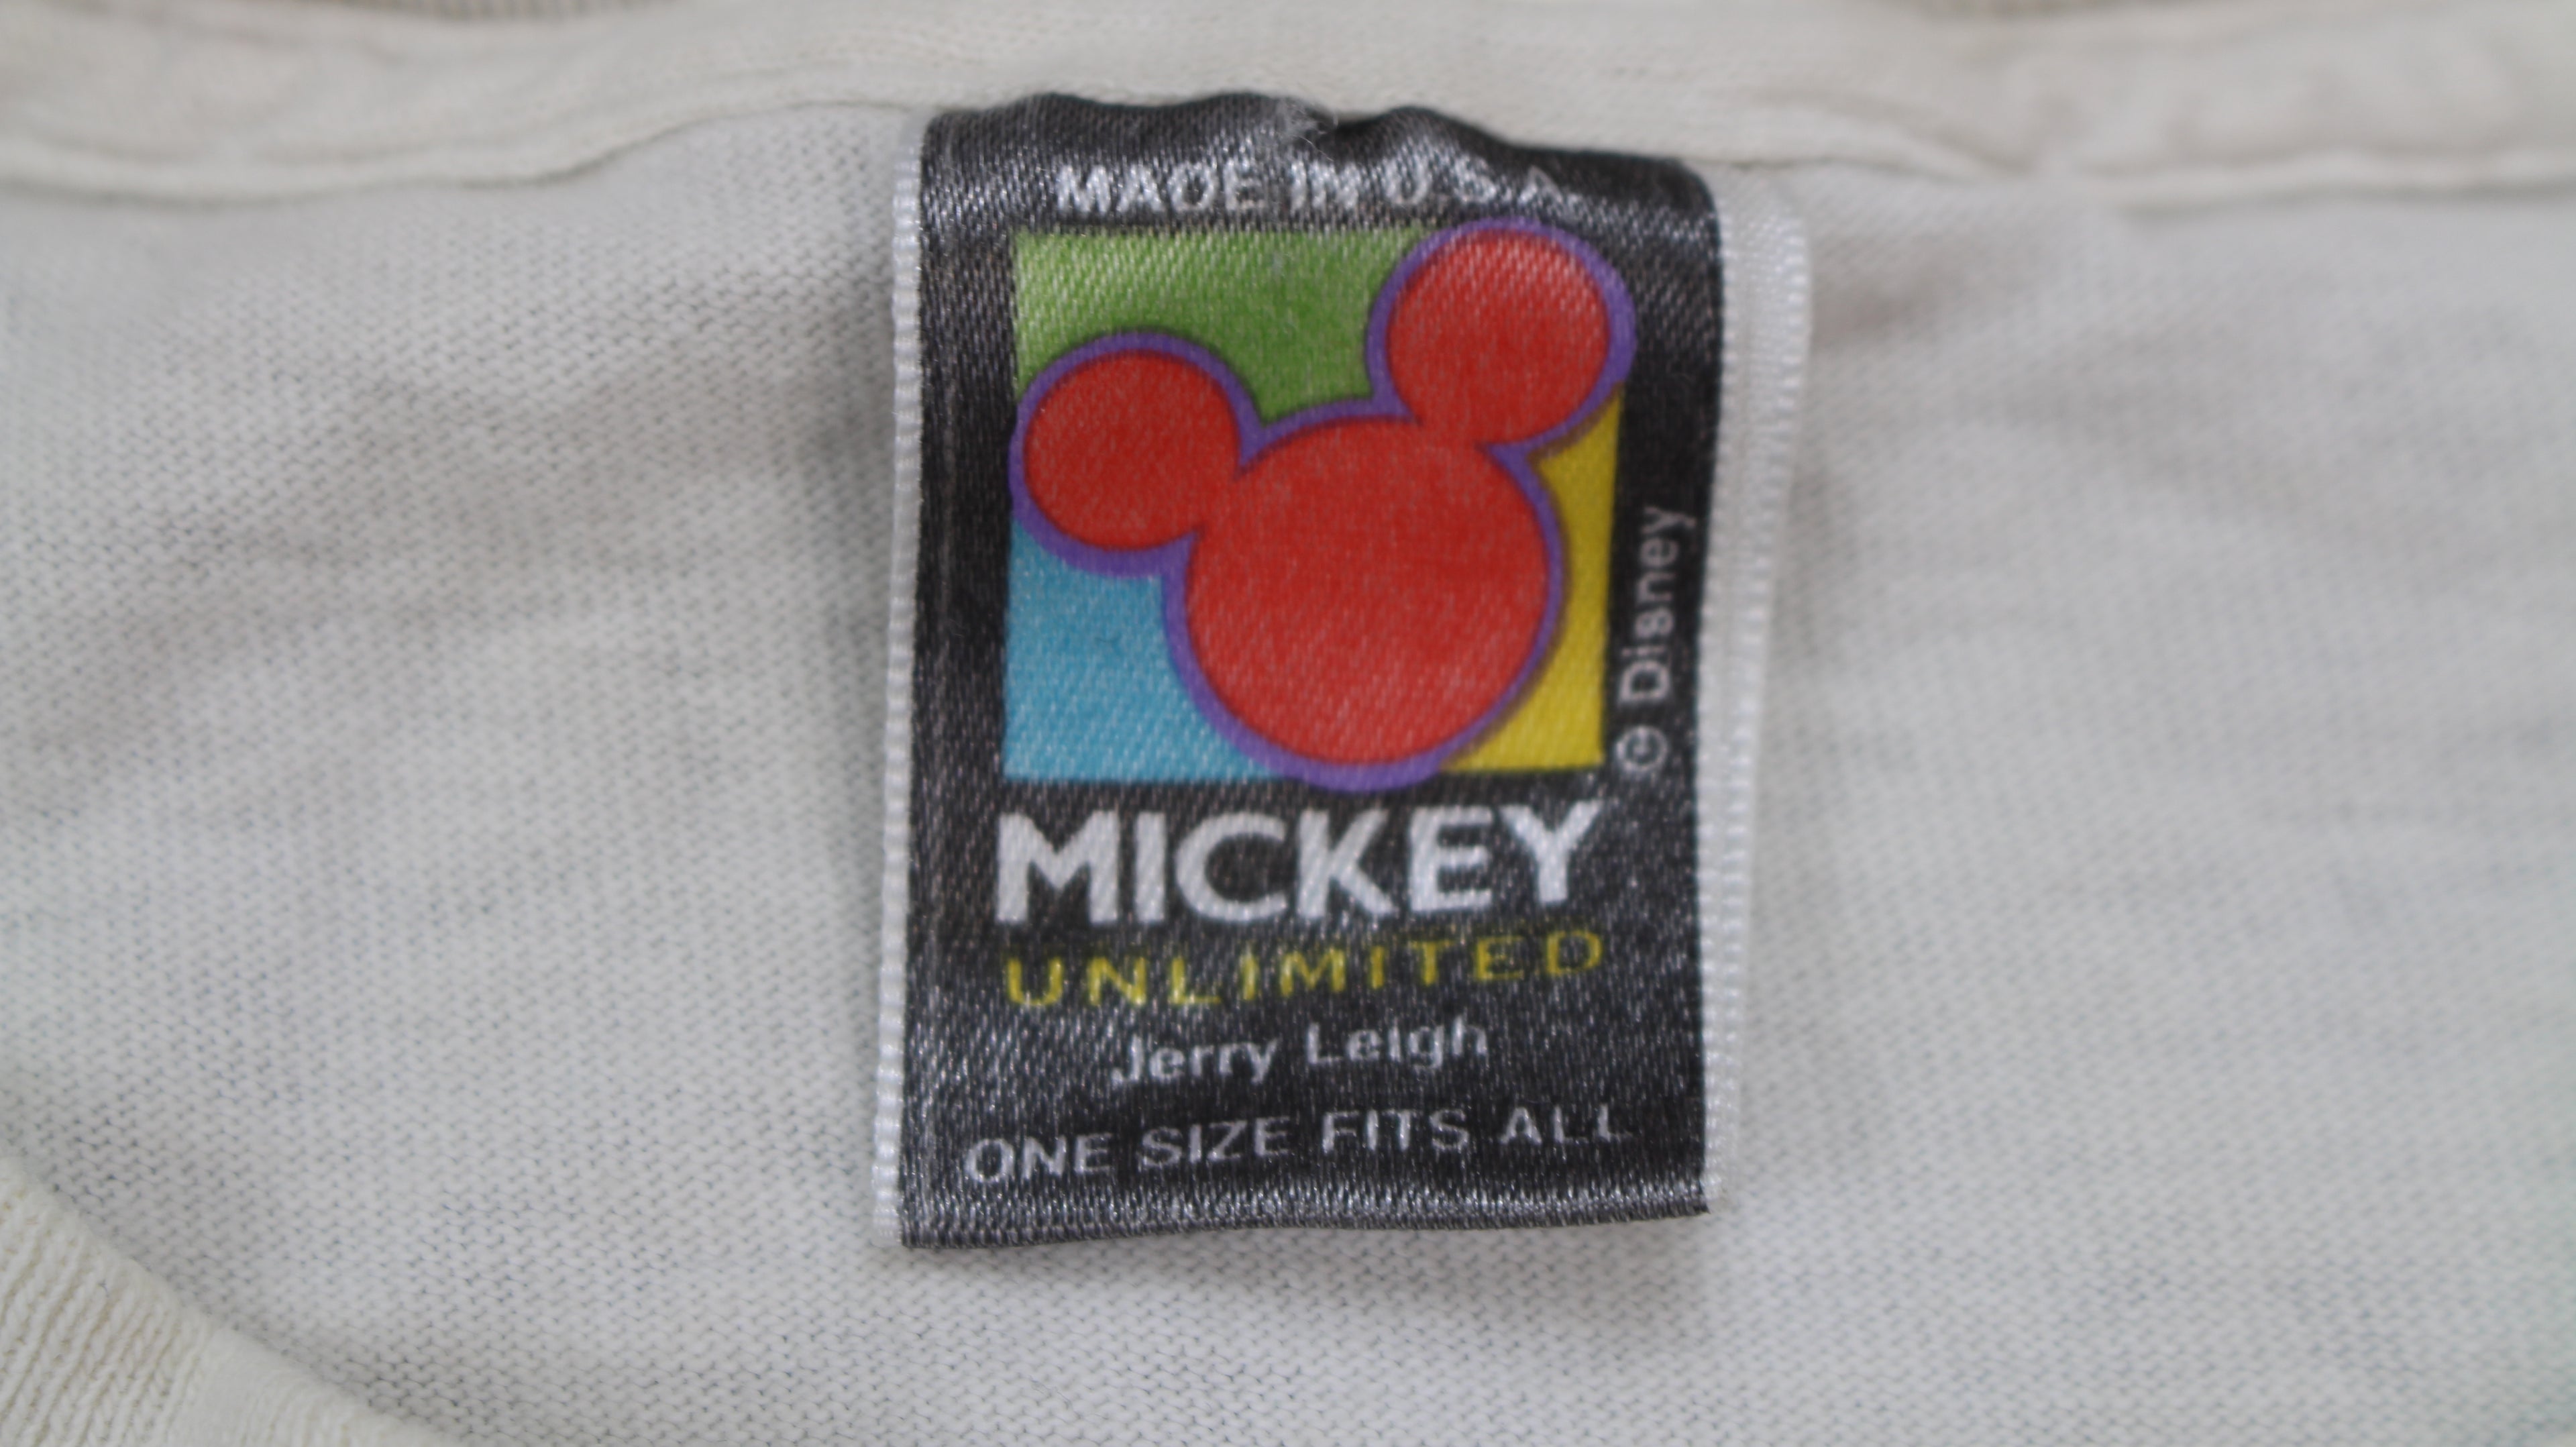 MADE IN U.S.A.
© Disney
MICKEY
UNLIMITED
Jerry Leigh
ONE SIZE FITS ALL